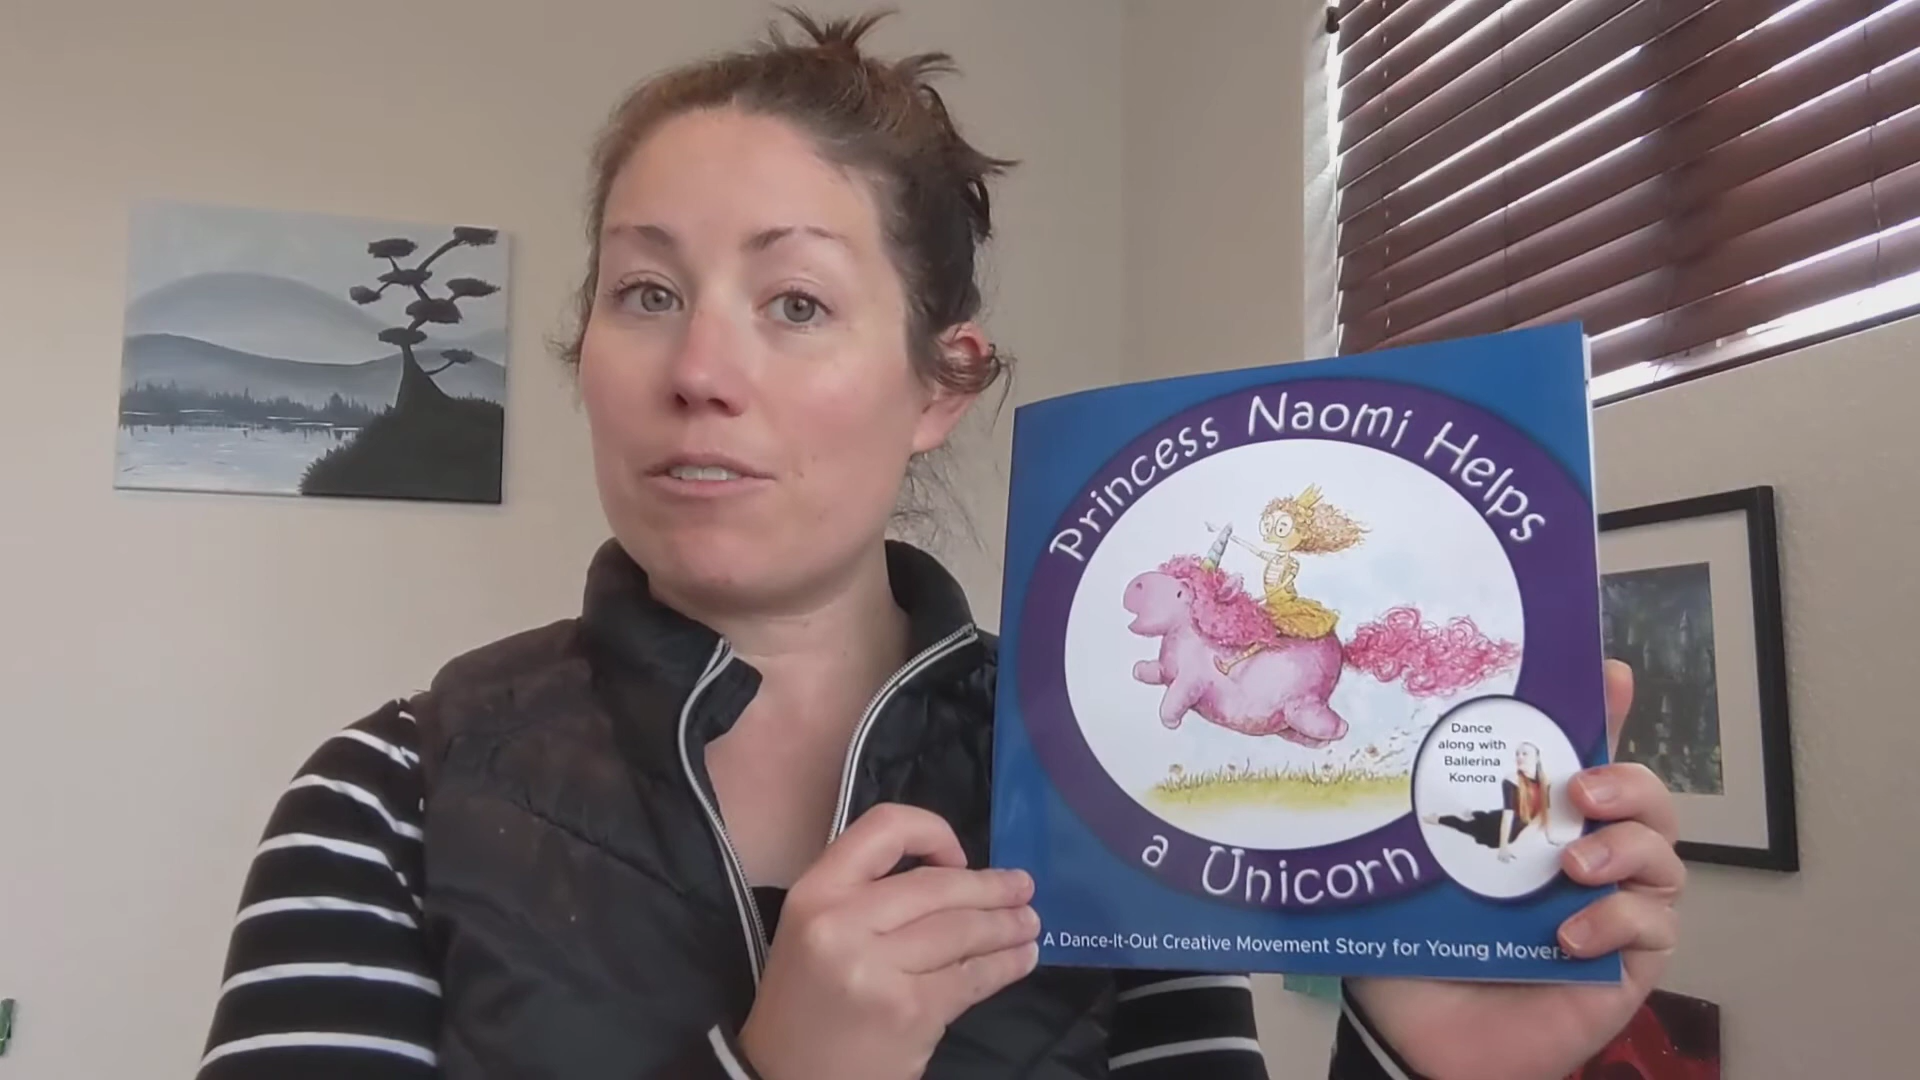 Princess Naomi Helps
a Unicorn
Dance
along with
Ballerina
Konora
A Dance-It-Out Creative Movement Story for Young Movers